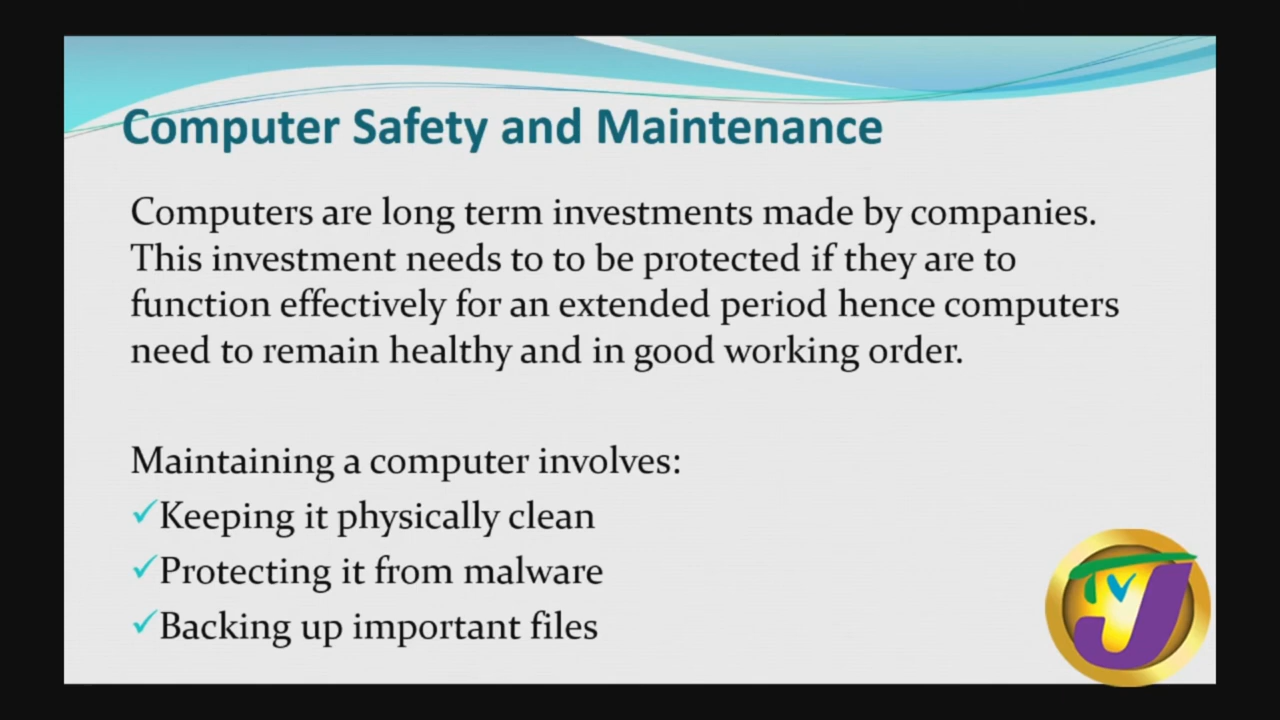 Computer Safety and Maintenance
Computers are long term investments made by companies.
This investment needs to to be protected if they are to
function effectively for an extended period hence computers
need to remain healthy and in good working order.
Maintaining a computer involves:
✓Keeping it physically clean
✓Protecting it from malware
✓Backing up important files
TVJ